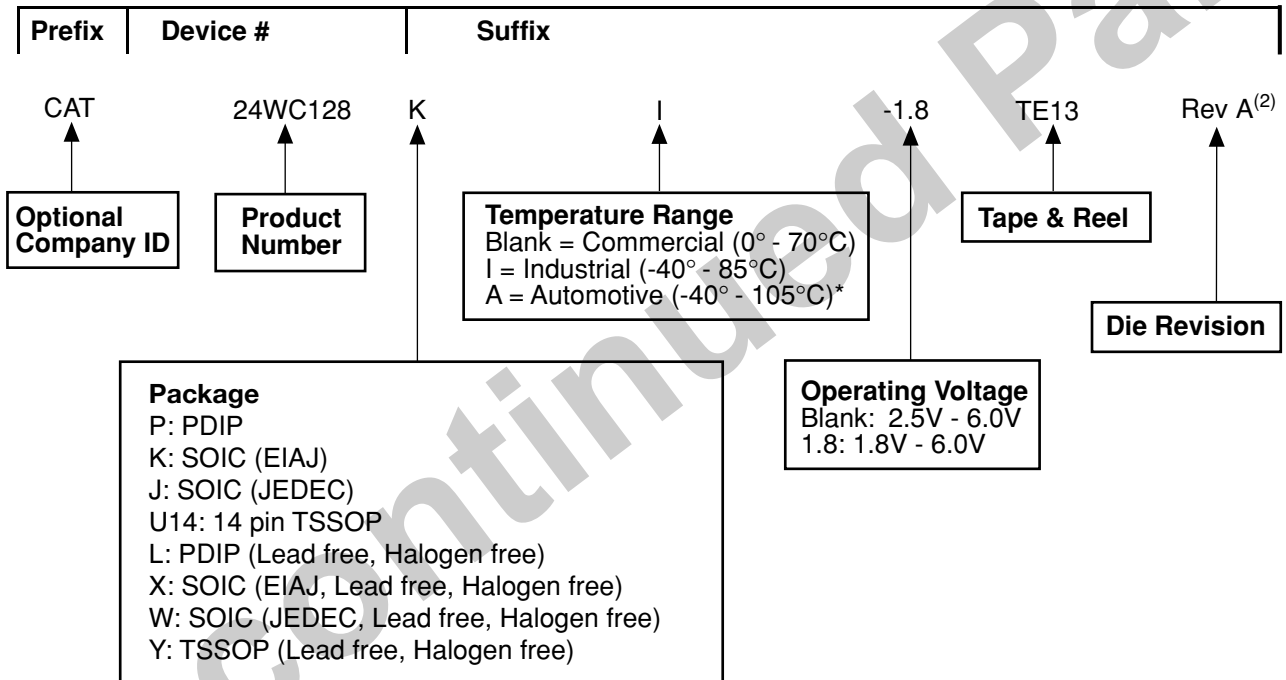 Prefix Device # Suffix
CAT 24WC128 K I -1.8 TE13 Rev A(2)
Optional
Company ID
Product
Number
Temperature Range
Blank = Commercial (0° - 70°C)
I = Industrial (-40° - 85°C)
A = Automotive (-40° - 105°C)*
Tape & Reel
Die Revision
Package
P: PDIP
K: SOIC (EIAJ)
J: SOIC (JEDEC)
U14: 14 pin TSSOP
L: PDIP (Lead free, Halogen free)
X: SOIC (EIAJ, Lead free, Halogen free)
W: SOIC (JEDEC, Lead free, Halogen free)
Y: TSSOP (Lead free, Halogen free)
Operating Voltage
Blank: 2.5V - 6.0V
1.8: 1.8V - 6.0V
continued Pa